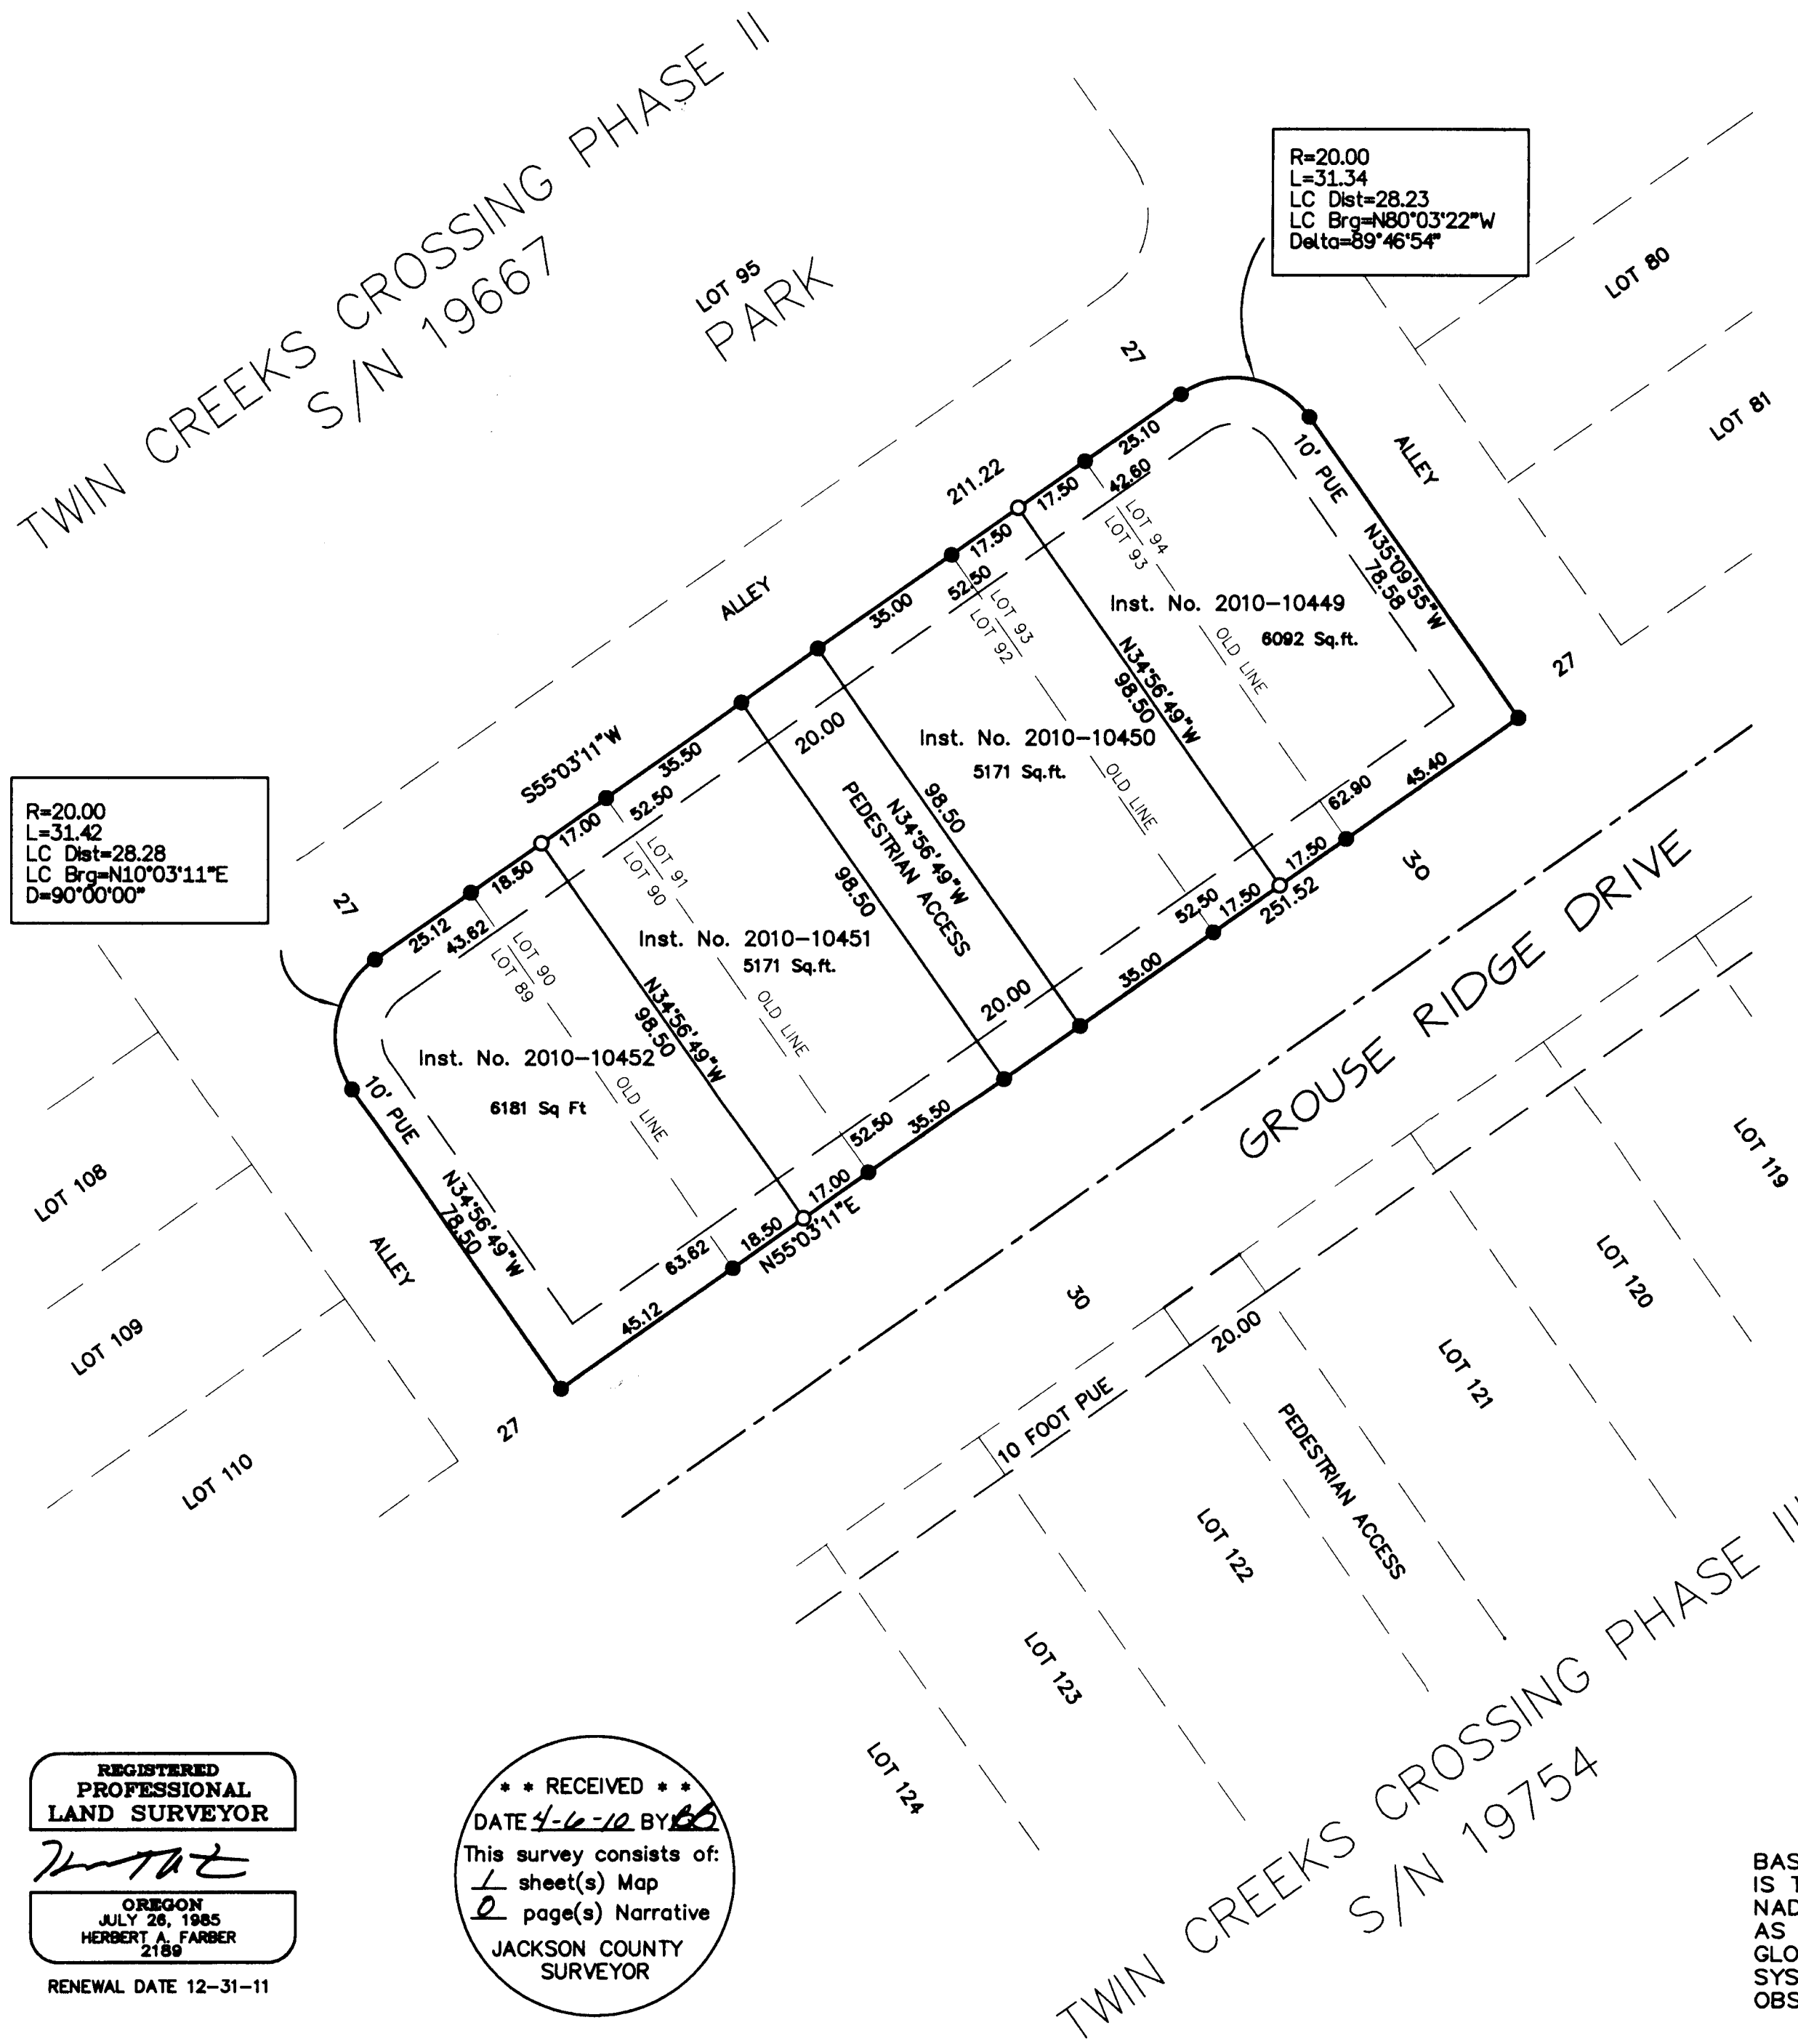 TWIN CREEKS CROSSING PHASE II
S/N 19667
LOT 95
PARK
R=20.00
L=31.34
LC Dist=28.23
LC Brg=N80°03'22"W
Delta=89°46'54"
LOT 80
LOT 81
27
ALLEY
25.10
211.22
17.50
42.60
10' PUE
LOT 94
LOT 93
N35°09'55"W
78.58
17.50
52.50
35.00
ALLEY
LOT 93
LOT 92
Inst. No. 2010-10449
6092 Sq.ft.
OLD LINE
27
N34°56'49"W
98.50
20.00
Inst. No. 2010-10450
5171 Sq.ft.
OLD LINE
S55°03'11"W
35.50
52.50
17.00
98.50
N34°56'49"W
PEDESTRIAN ACCESS
98.50
62.90
45.40
17.50
30
R=20.00
L=31.42
LC Dist=28.28
LC Brg=N10°03'11"E
D=90°00'00"
27
18.50
25.12
43.62
LOT 91
LOT 90
LOT 90
LOT 89
52.50
17.50
251.52
GROUSE RIDGE DRIVE
Inst. No. 2010-10451
5171 Sq.ft.
OLD LINE
35.00
20.00
N34°56'49"W
98.50
Inst. No. 2010-10452
6181 Sq Ft
OLD LINE
10' PUE
52.50
35.50
17.00
18.50
N55°03'11"E
63.62
45.12
N34°56'49"W
78.50
LOT 108
ALLEY
LOT 109
LOT 110
27
30
LOT 119
LOT 120
20.00
LOT 121
10 FOOT PUE
PEDESTRIAN ACCESS
LOT 122
LOT 123
LOT 124
TWIN CREEKS CROSSING PHASE III
S/N 19754
REGISTERED
PROFESSIONAL
LAND SURVEYOR
OREGON
JULY 26, 1985
HERBERT A. FARBER
2189
RENEWAL DATE 12-31-11
* * RECEIVED * *
DATE 4-6-10 BY
This survey consists of:
1 sheet(s) Map
0 page(s) Narrative
JACKSON COUNTY
SURVEYOR
BAS
IS T
NAD
AS
GLO
SYS
OBS